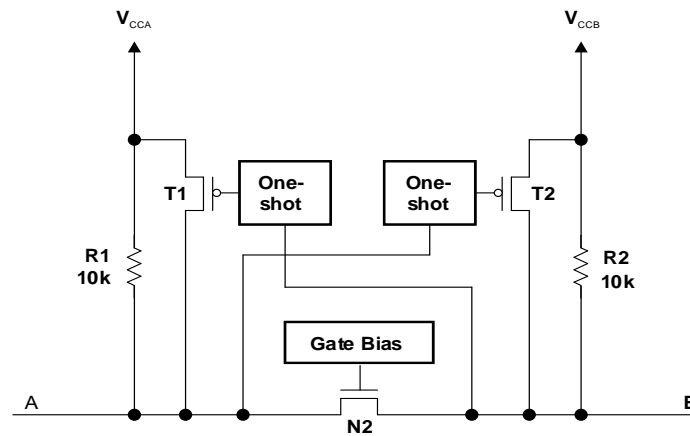 VCCA
VCCB
One-shot
One-shot
T1
T2
R1
10k
R2
10k
Gate Bias
A
B
N2